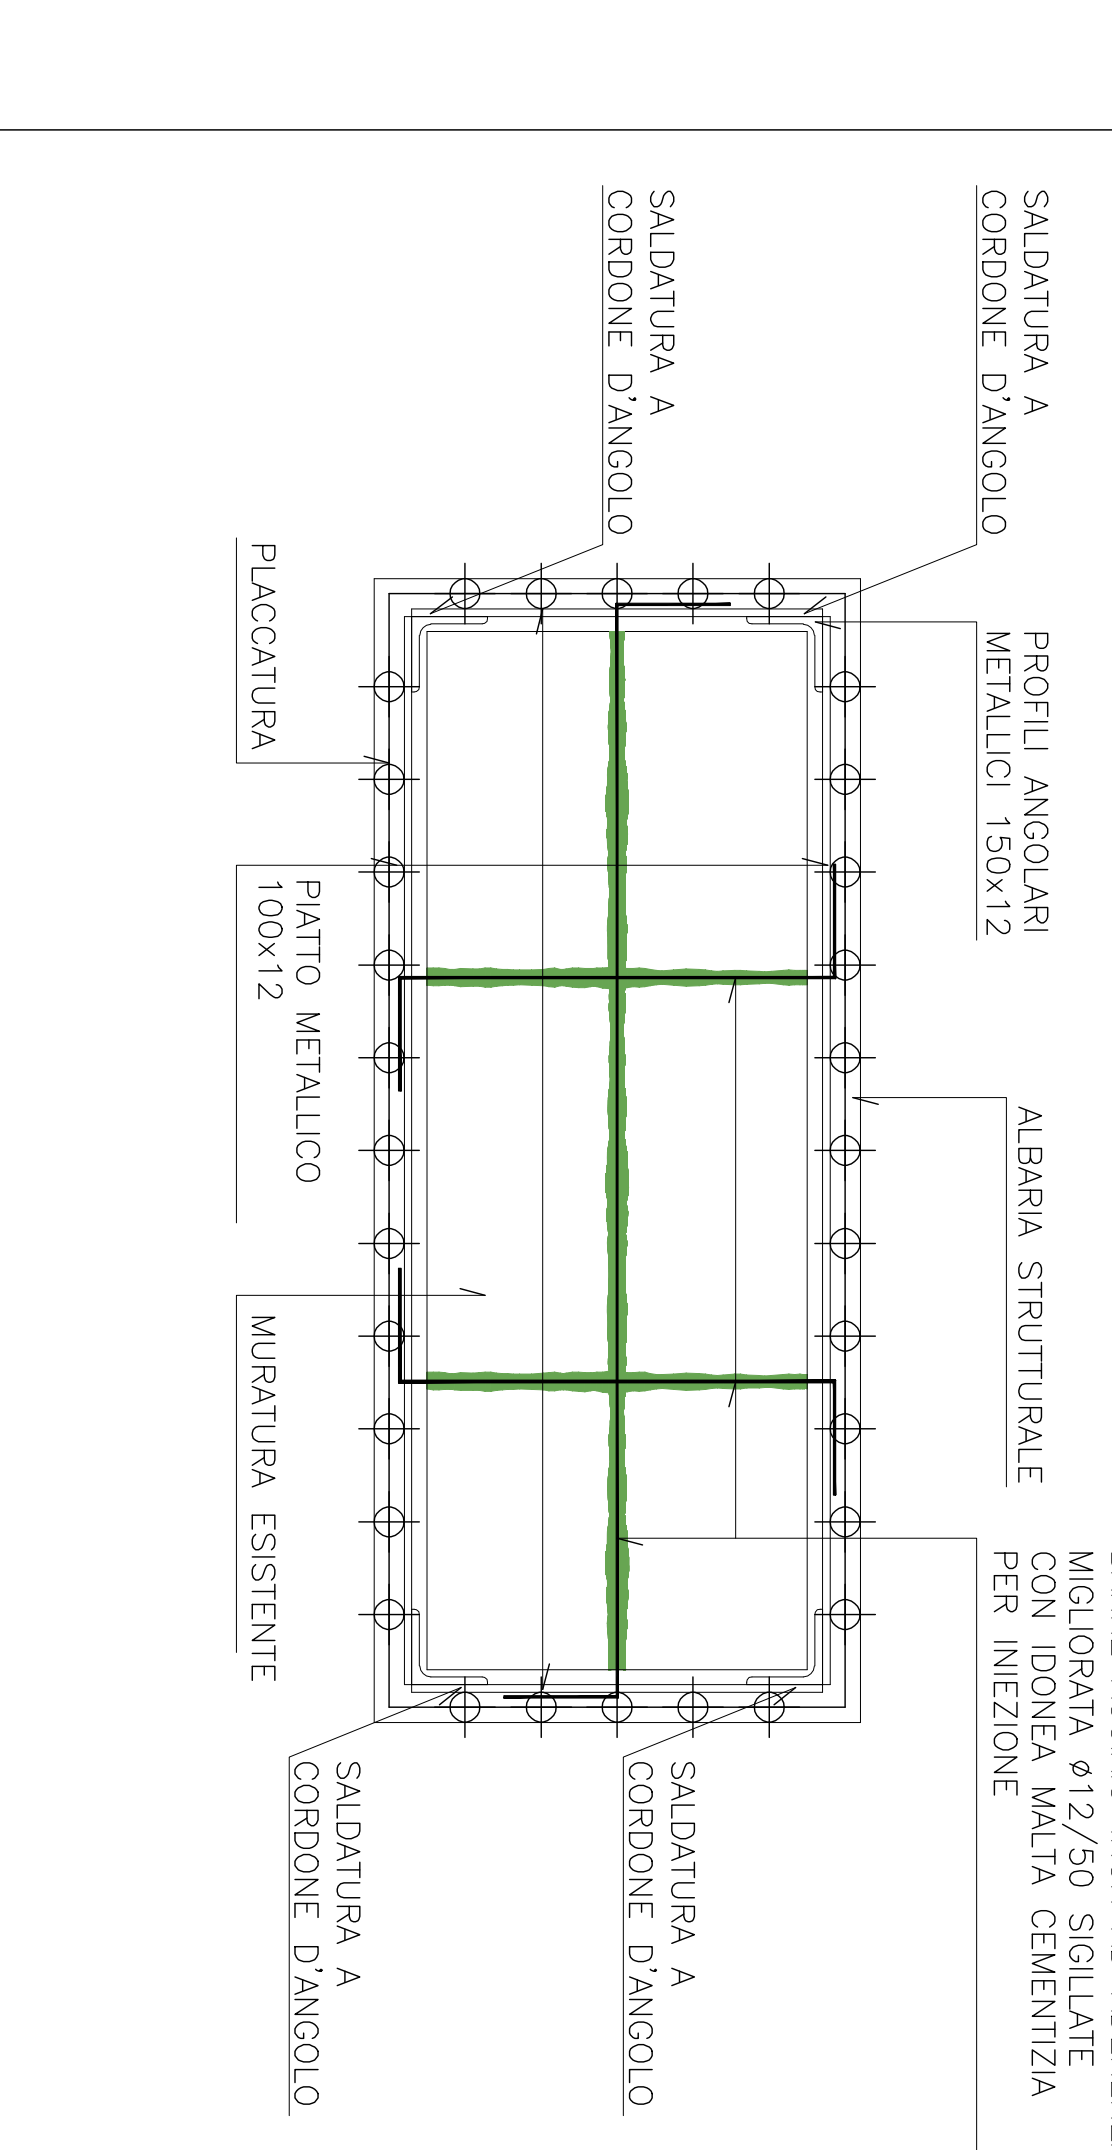 SALDATURA A
CORDONE D'ANGOLO
SALDATURA A
CORDONE D'ANGOLO
PROFILI ANGOLARI
METALLICI 150x12
PLACCATURA
PIATTO METALLICO
100x12
ALBARIA STRUTTURALE
MURATURA ESISTENTE
MIGLIORATA ø12/50 SIGILLATE
CON IDONEA MALTA CEMENTIZIA
PER INIEZIONE
SALDATURA A
CORDONE D'ANGOLO
SALDATURA A
CORDONE D'ANGOLO